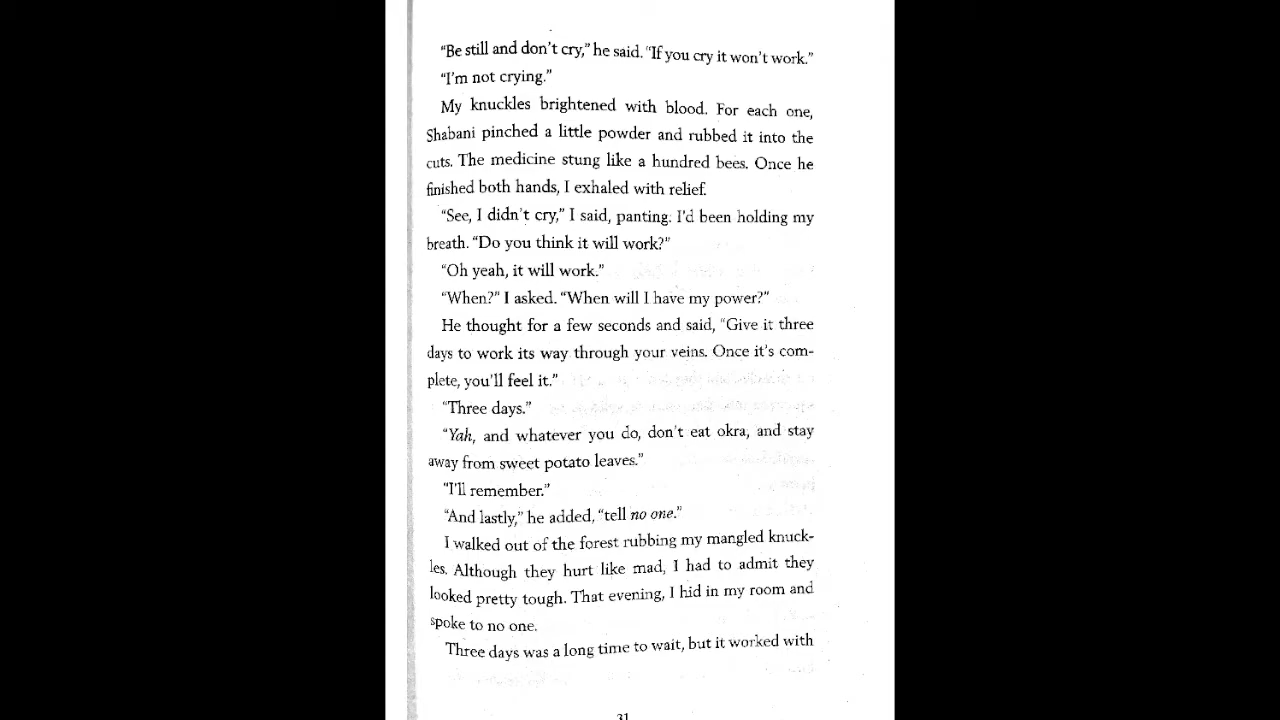 “Be still and don’t cry,” he said. “If you cry it won’t work.”
“I’m not crying.”
My knuckles brightened with blood. For each one,
Shabani pinched a little powder and rubbed it into the
cuts. The medicine stung like a hundred bees. Once he
finished both hands, I exhaled with relief.
“See, I didn’t cry,” I said, panting. I’d been holding my
breath. “Do you think it will work?”
“Oh yeah, it will work.”
“When?” I asked. “When will I have my power?”
He thought for a few seconds and said, “Give it three
days to work its way through your veins. Once it’s com-
plete, you’ll feel it.”
“Three days.”
“Yah, and whatever you do, don’t eat okra, and stay
away from sweet potato leaves.”
“I’ll remember.”
“And lastly,” he added, “tell no one.”
I walked out of the forest rubbing my mangled knuck-
les. Although they hurt like mad, I had to admit they
looked pretty tough. That evening, I hid in my room and
spoke to no one.
Three days was a long time to wait, but it worked with
31